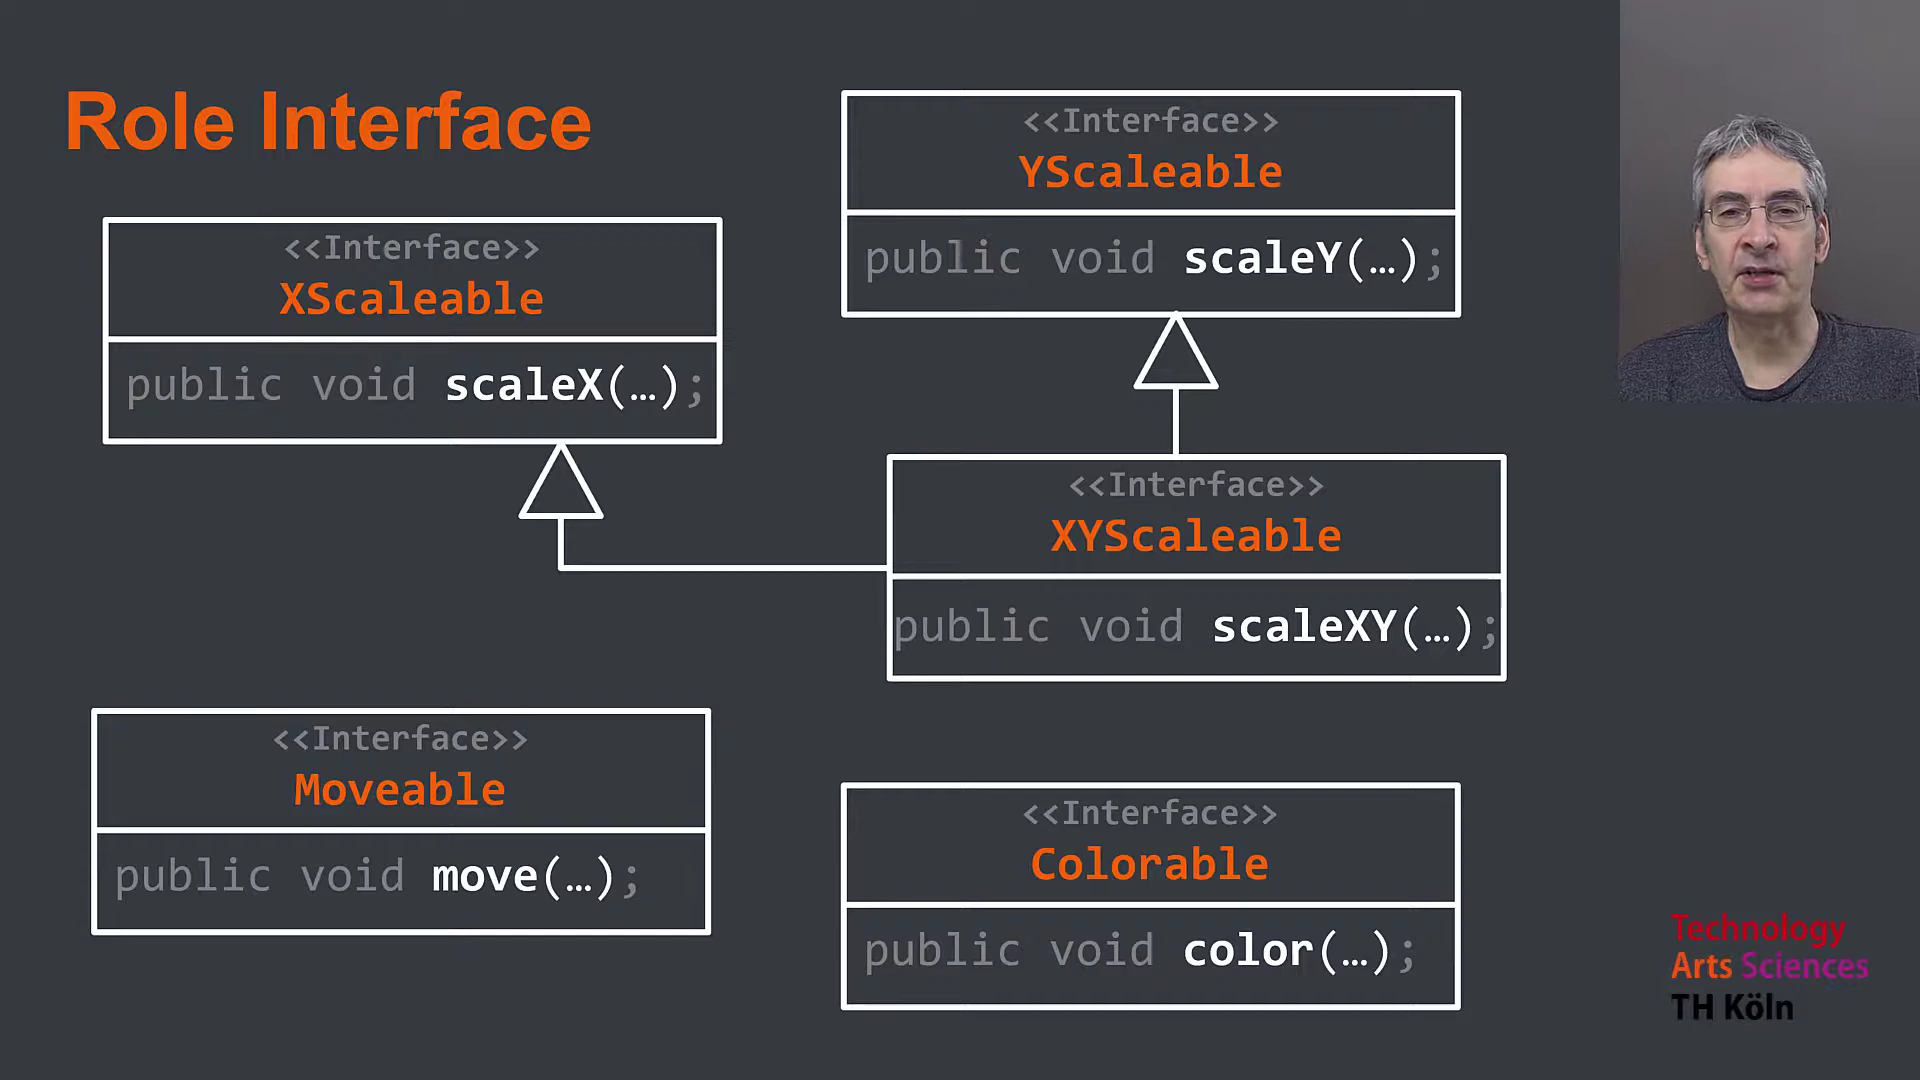 Role Interface
<<Interface>>
XScaleable
public void scaleX(…);
<<Interface>>
YScaleable
public void scaleY(…);
<<Interface>>
XYScaleable
public void scaleXY(…);
<<Interface>>
Moveable
public void move(…);
<<Interface>>
Colorable
public void color(…);
Technology
Arts Sciences
TH Köln